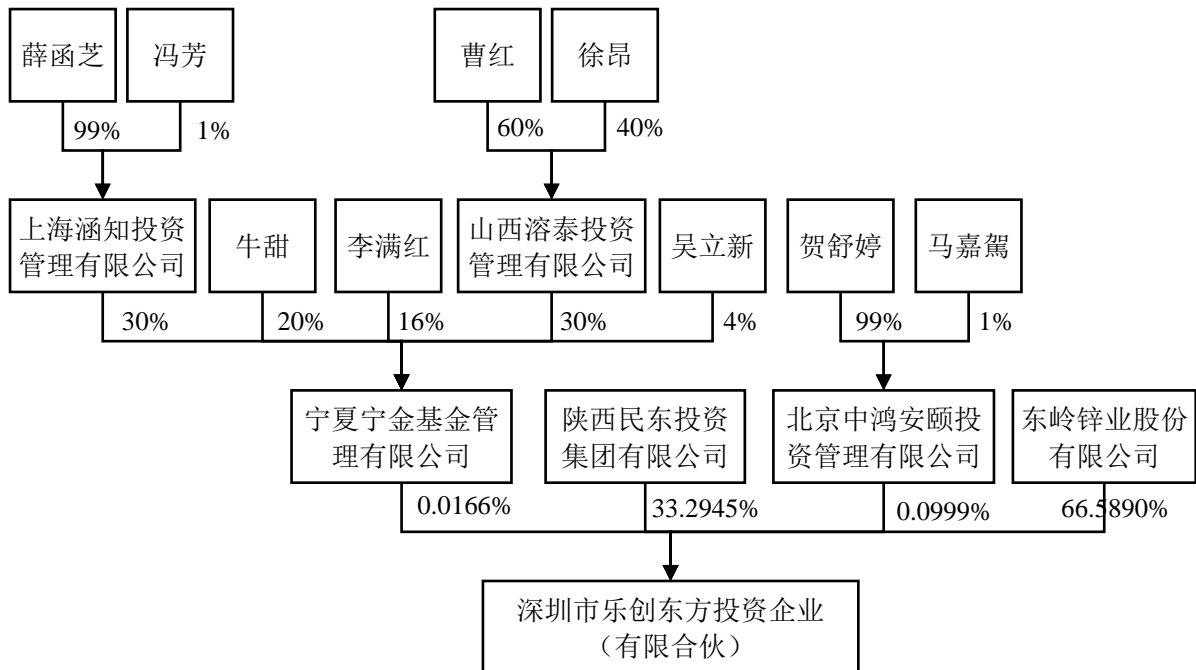 薛函芝
冯芳
曹红
徐昂
99%
1%
60%
40%
上海涵知投资
管理有限公司
牛甜
李满红
山西溶泰投资
管理有限公司
吴立新
贺舒婷
马嘉駕
30%
20%
16%
30%
4%
99%
1%
宁夏宁金基金管
理有限公司
陕西民东投资
集团有限公司
北京中鸿安颐投
资管理有限公司
东岭锌业股份
有限公司
0.0166%
33.2945%
0.0999%
66.5890%
深圳市乐创东方投资企业
（有限合伙）